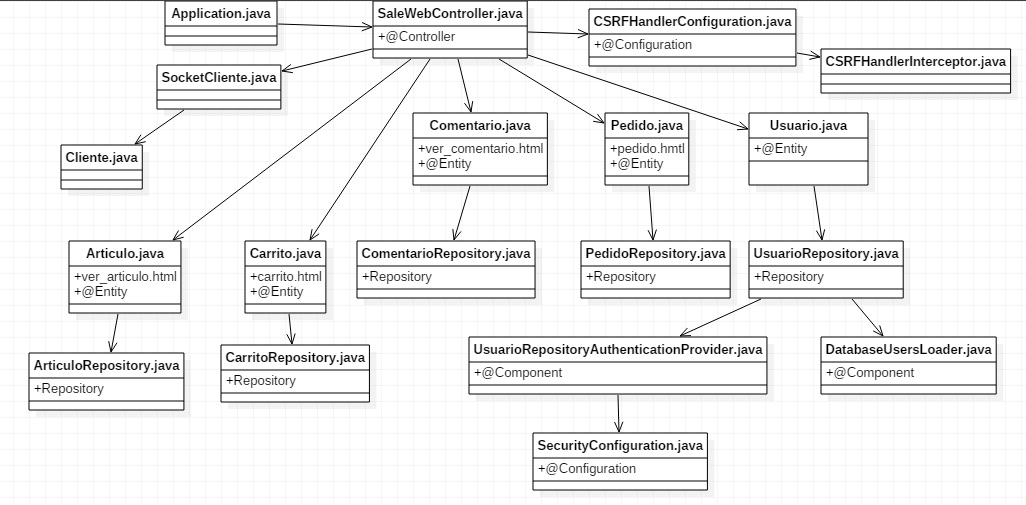 Application.java
SaleWebController.java
+@Controller
CSRFHandlerConfiguration.java
+@Configuration
CSRFHandlerInterceptor.java
SocketCliente.java
Cliente.java
Comentario.java
+ver_comentario.html
+@Entity
Pedido.java
+pedido.hmtl
+@Entity
Usuario.java
+@Entity
Articulo.java
+ver_articulo.html
+@Entity
Carrito.java
+carrito.html
+@Entity
ComentarioRepository.java
+Repository
PedidoRepository.java
+Repository
UsuarioRepository.java
+Repository
ArticuloRepository.java
+Repository
CarritoRepository.java
+Repository
UsuarioRepositoryAuthenticationProvider.java
+@Component
DatabaseUsersLoader.java
+@Component
SecurityConfiguration.java
+@Configuration